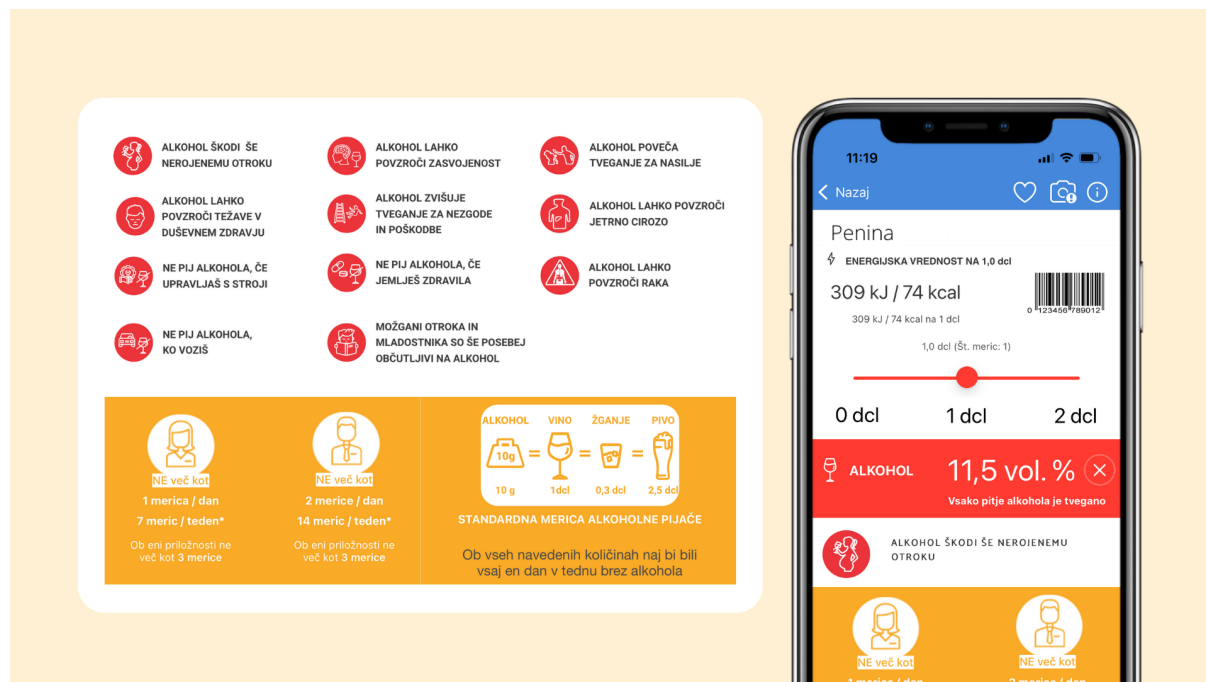 ALKOHOL ŠKODI ŠE
NEROJENEMU OTROKU
ALKOHOL LAHKO
POVZROČI ZASVOJENOST
ALKOHOL POVEČA
TVEGANJE ZA NASILJE
ALKOHOL LAHKO
POVZROČI TEŽAVE V
DUŠEVNEM ZDRAVJU
ALKOHOL ZVIŠUJE
TVEGANJE ZA NEZGODE
IN POŠKODBE
ALKOHOL LAHKO POVZROČI
JETRNO CIROZO
NE PIJ ALKOHOLA, ČE
UPRAVLJAŠ S STROJI
NE PIJ ALKOHOLA, ČE
JEMLJEŠ ZDRAVILA
ALKOHOL LAHKO
POVZROČI RAKA
NE PIJ ALKOHOLA,
KO VOZIŠ
MOŽGANI OTROKA IN
MLADOSTNIKA SO ŠE POSEBEJ
OBČUTLJIVI NA ALKOHOL
NE več kot
1 merica / dan
7 meric / teden*
Ob eni priložnosti ne
več kot 3 merice
NE več kot
2 merice / dan
14 meric / teden*
Ob eni priložnosti ne
več kot 3 merice
ALKOHOL VINO ŽGANJE PIVO
10g = = =
10 g 1dcl 0,3 dcl 2,5 dcl
STANDARDNA MERICA ALKOHOLNE PIJAČE
Ob vseh navedenih količinah naj bi bili
vsaj en dan v tednu brez alkohola
11:19
Nazaj
Penina
ENERGIJSKA VREDNOST NA 1,0 dcl
309 kJ / 74 kcal
0 123456 789012
309 kJ / 74 kcal na 1 dcl
1,0 dcl (Št. meric: 1)
0 dcl 1 dcl 2 dcl
ALKOHOL 11,5 vol. %
Vsako pitje alkohola je tvegano
ALKOHOL ŠKODI ŠE NEROJENEMU
OTROKU
NE več kot NE več kot
1 merica / dan 2 merice / dan